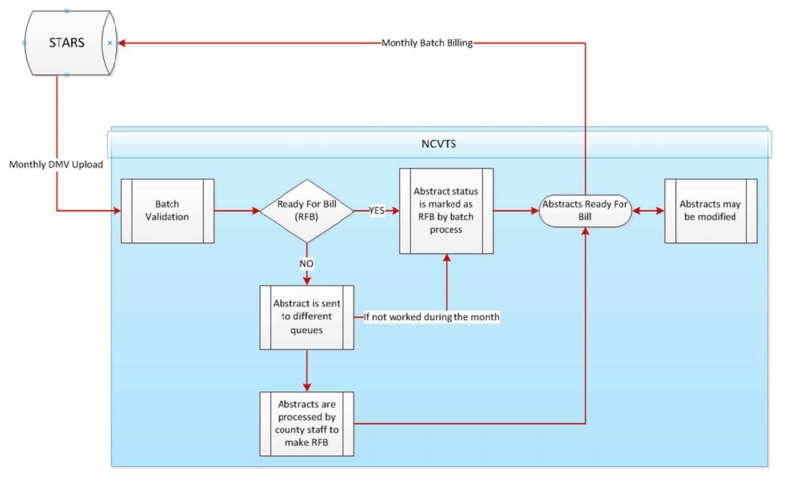 STARS
Monthly Batch Billing
NCVTS
Monthly DMV Upload
Batch
Validation
Ready For Bill
(RFB)
YES
Abstract status
is marked as
RFB by batch
process
Abstracts Ready For
Bill
Abstracts may
be modified
NO
Abstract is sent
to different
queues
If not worked during the month
Abstracts are
processed by
county staff to
make RFB